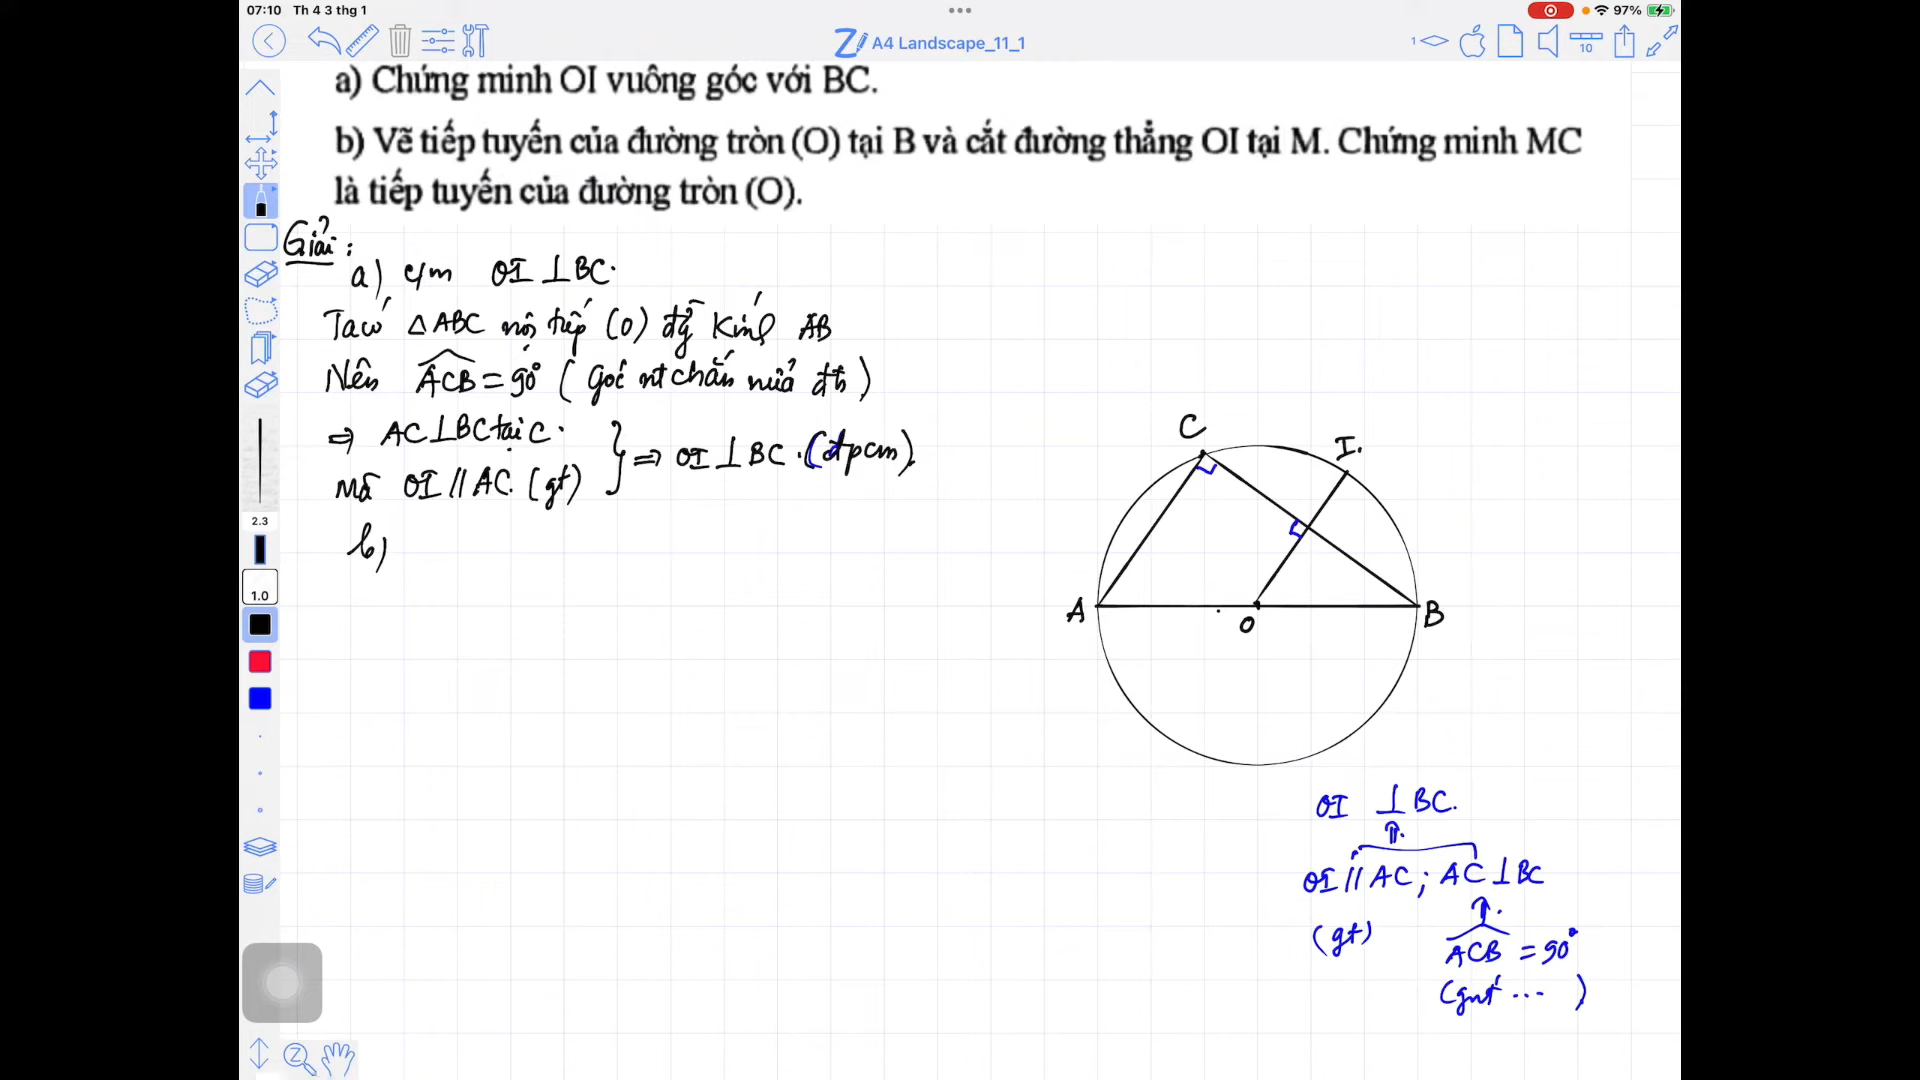 07:10 Th 4 3 thg 1
97%
A4 Landscape_11_1
1
10
a) Chứng minh OI vuông góc với BC.
b) Vẽ tiếp tuyến của đường tròn (O) tại B và cắt đường thẳng OI tại M. Chứng minh MC
là tiếp tuyến của đường tròn (O).
Giải:
a) c/m OI ⊥ BC.
Ta có △ABC nội tiếp (O) đg kính AB
Nên ACB = 90° (Góc nt chắn nửa đtr)
⇒ AC ⊥ BC tại C.
Mà OI // AC. (gt)
⇒ OI ⊥ BC. (đpcm).
b)
2.3
1.0
C
I.
A
O
B
OI ⊥ BC.
⇑.
OI // AC ; AC ⊥ BC
⇑.
(gt) ACB = 90°
(gnt ... )